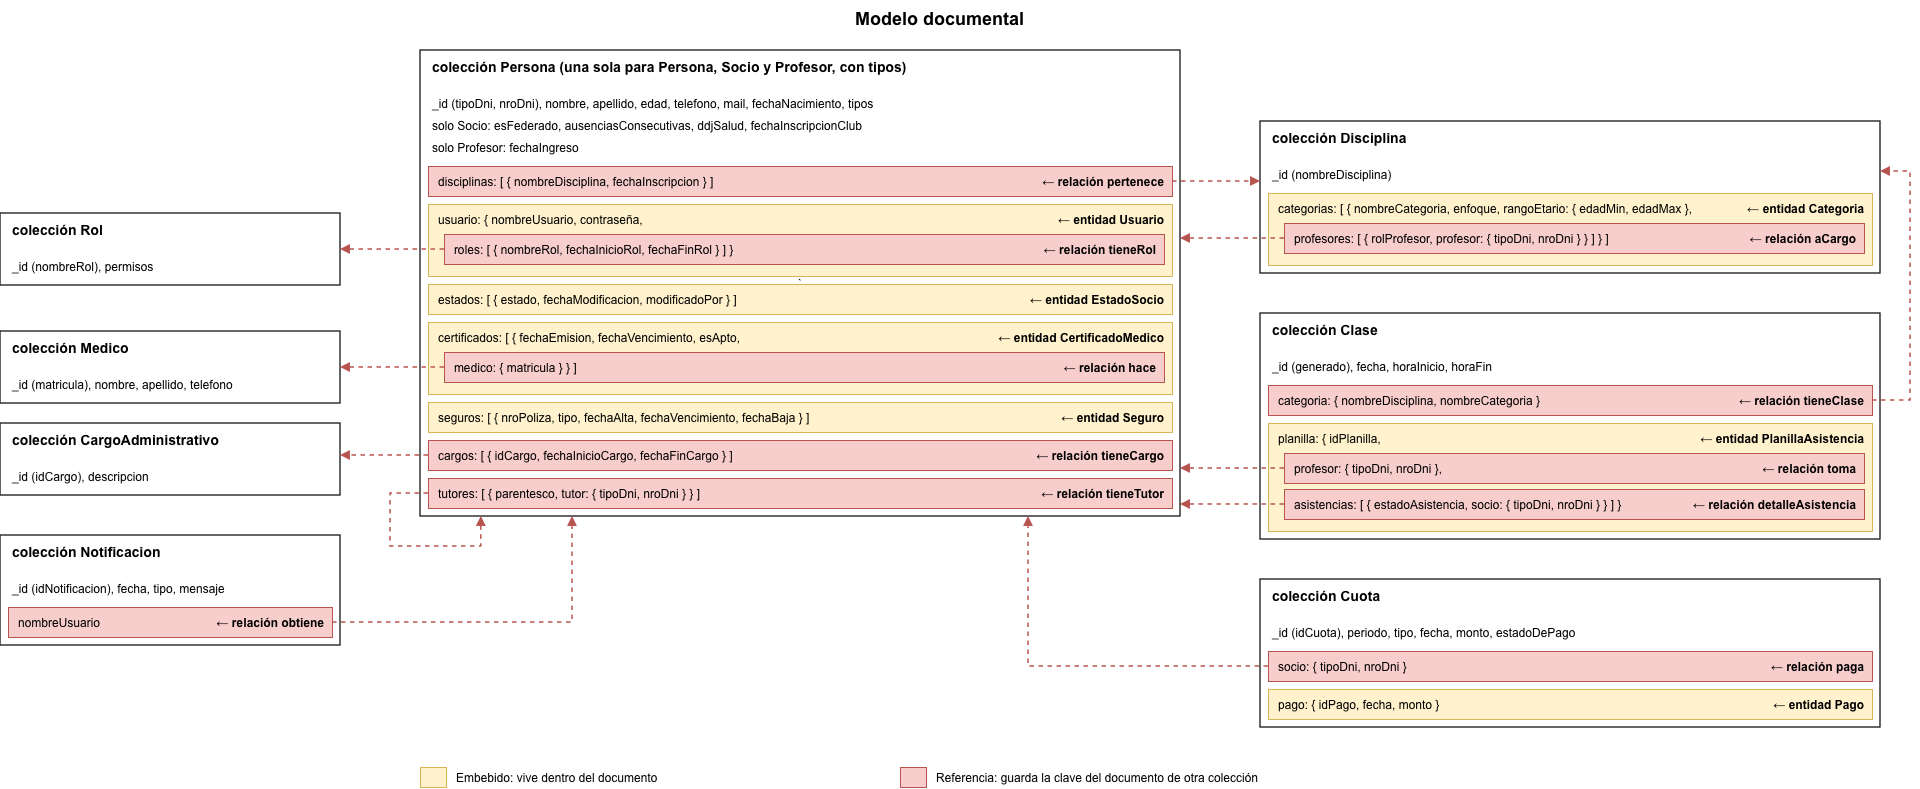 Modelo documental
colección Persona (una sola para Persona, Socio y Profesor, con tipos)
_id (tipoDni, nroDni), nombre, apellido, edad, telefono, mail, fechaNacimiento, tipos
solo Socio: esFederado, ausenciasConsecutivas, ddjSalud, fechaInscripcionClub
solo Profesor: fechaIngreso
disciplinas: [ { nombreDisciplina, fechaInscripcion } ] ← relación pertenece
usuario: { nombreUsuario, contraseña, ← entidad Usuario
roles: [ { nombreRol, fechaInicioRol, fechaFinRol } ] } ← relación tieneRol
estados: [ { estado, fechaModificacion, modificadoPor } ] ← entidad EstadoSocio
certificados: [ { fechaEmision, fechaVencimiento, esApto, ← entidad CertificadoMedico
medico: { matricula } } ] ← relación hace
seguros: [ { nroPoliza, tipo, fechaAlta, fechaVencimiento, fechaBaja } ] ← entidad Seguro
cargos: [ { idCargo, fechaInicioCargo, fechaFinCargo } ] ← relación tieneCargo
tutores: [ { parentesco, tutor: { tipoDni, nroDni } } ] ← relación tieneTutor
colección Rol
_id (nombreRol), permisos
colección Medico
_id (matricula), nombre, apellido, telefono
colección CargoAdministrativo
_id (idCargo), descripcion
colección Notificacion
_id (idNotificacion), fecha, tipo, mensaje
nombreUsuario ← relación obtiene
colección Disciplina
_id (nombreDisciplina)
categorias: [ { nombreCategoria, enfoque, rangoEtario: { edadMin, edadMax }, ← entidad Categoria
profesores: [ { rolProfesor, profesor: { tipoDni, nroDni } } ] } ] ← relación aCargo
colección Clase
_id (generado), fecha, horaInicio, horaFin
categoria: { nombreDisciplina, nombreCategoria } ← relación tieneClase
planilla: { idPlanilla, ← entidad PlanillaAsistencia
profesor: { tipoDni, nroDni }, ← relación toma
asistencias: [ { estadoAsistencia, socio: { tipoDni, nroDni } } ] } ← relación detalleAsistencia
colección Cuota
_id (idCuota), periodo, tipo, fecha, monto, estadoDePago
socio: { tipoDni, nroDni } ← relación paga
pago: { idPago, fecha, monto } ← entidad Pago
Embebido: vive dentro del documento
Referencia: guarda la clave del documento de otra colección